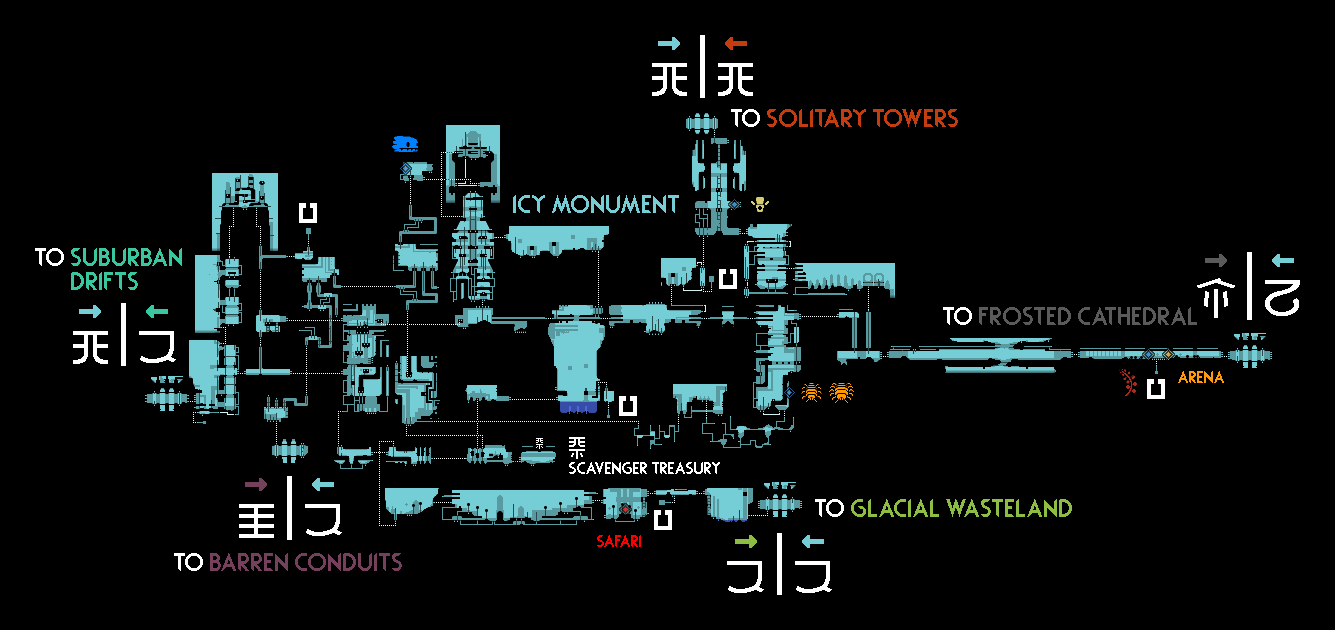 TO SOLITARY TOWERS
ICY MONUMENT
TO SUBURBAN
DRIFTS
TO FROSTED CATHEDRAL
ARENA
SCAVENGER TREASURY
TO GLACIAL WASTELAND
SAFARI
TO BARREN CONDUITS